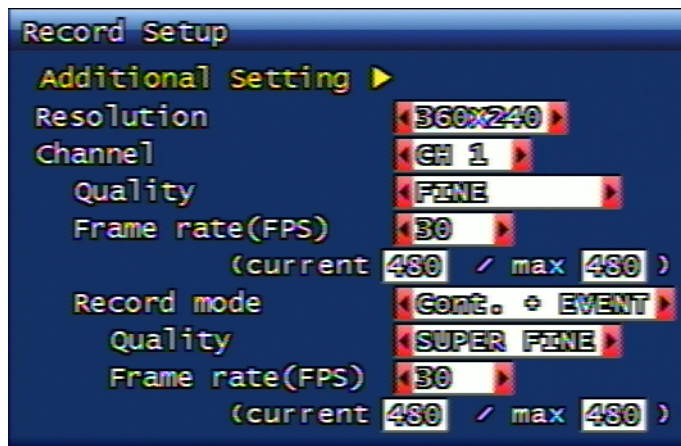 Record Setup
Additional Setting ▶
Resolution 360X240
Channel CH 1
Quality FINE
Frame rate(FPS) 30
(current 480 / max 480 )
Record mode Cont. + EVENT
Quality SUPER FINE
Frame rate(FPS) 30
(current 480 / max 480 )